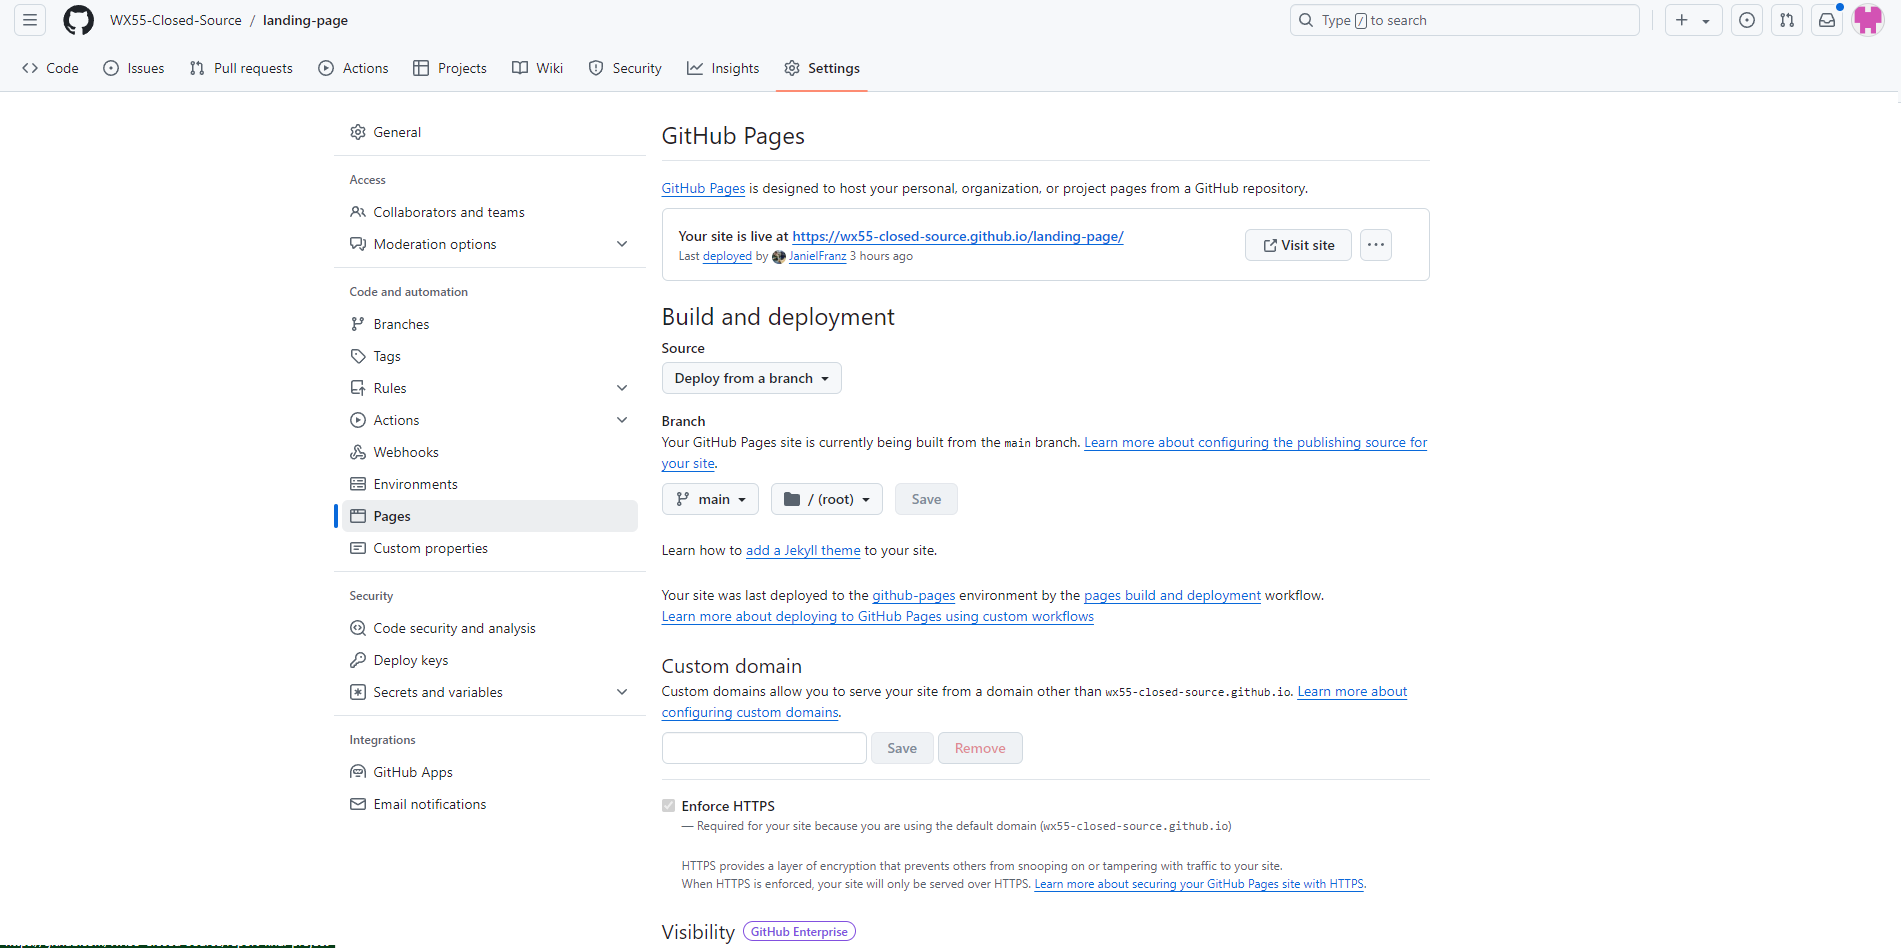 WX55-Closed-Source / landing-page
Type / to search
Code Issues Pull requests Actions Projects Wiki Security Insights Settings
General
Access
Collaborators and teams
Moderation options
Code and automation
Branches
Tags
Rules
Actions
Webhooks
Environments
Pages
Custom properties
Security
Code security and analysis
Deploy keys
Secrets and variables
Integrations
GitHub Apps
Email notifications
GitHub Pages
GitHub Pages is designed to host your personal, organization, or project pages from a GitHub repository.
Your site is live at https://wx55-closed-source.github.io/landing-page/
Last deployed by JanielFranz 3 hours ago
Visit site
Build and deployment
Source
Deploy from a branch
Branch
Your GitHub Pages site is currently being built from the main branch. Learn more about configuring the publishing source for
your site.
main / (root) Save
Learn how to add a Jekyll theme to your site.
Your site was last deployed to the github-pages environment by the pages build and deployment workflow.
Learn more about deploying to GitHub Pages using custom workflows
Custom domain
Custom domains allow you to serve your site from a domain other than wx55-closed-source.github.io. Learn more about
configuring custom domains.
Save Remove
Enforce HTTPS
— Required for your site because you are using the default domain (wx55-closed-source.github.io)
HTTPS provides a layer of encryption that prevents others from snooping on or tampering with traffic to your site.
When HTTPS is enforced, your site will only be served over HTTPS. Learn more about securing your GitHub Pages site with HTTPS.
Visibility GitHub Enterprise